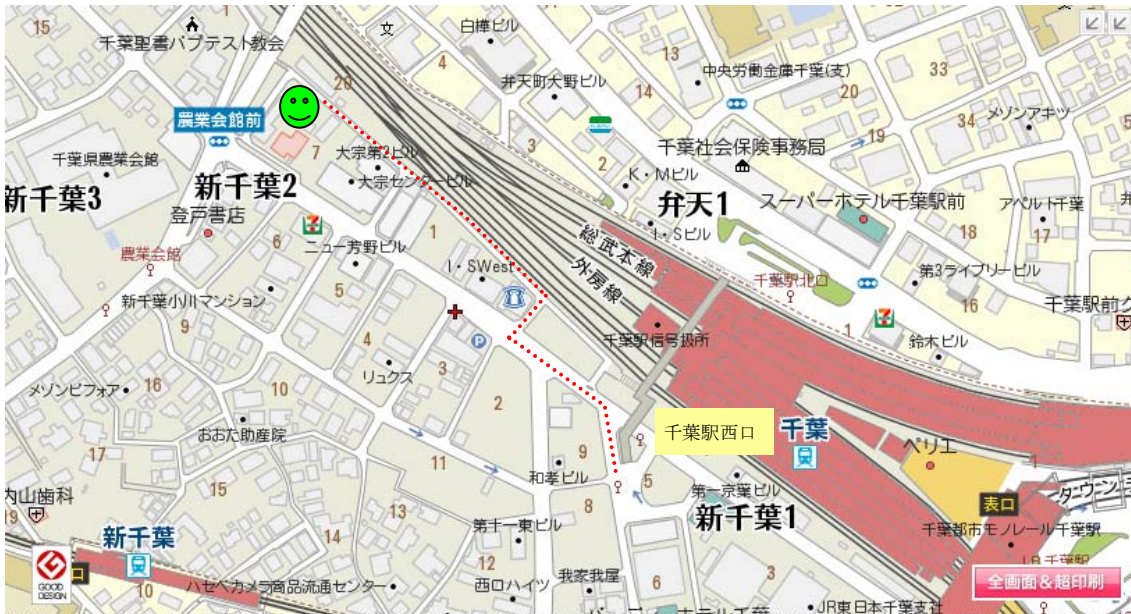 15
1
文
白樺ビル
千葉聖書バプテスト教会
4
13
中央労働金庫千葉(支)
33
20
弁天町大野ビル
14
20
農業会館前
3
34
メゾンアキツ
19
千葉県農業会館
7
大宗第2ビル
千葉社会保険事務局
2
新千葉3
新千葉2
大宗センタービル
K・Mビル
弁天1
スーパーホテル千葉駅前
登戸書店
I・Sビル
18
17
総武本線
農業会館
6
ニュー芳野ビル
1
外房線
I・SWest
千葉駅北口
第3ライブリービル
新千葉小川マンション
5
16
9
千葉駅信号扱所
1
鈴木ビル
4
P
メゾンビフォア
16
リュクス
3
10
2
おおた助産院
千葉駅西口
千葉
ペリエ
17
11
9
和孝ビル
1
内山歯科
15
5
第一京葉ビル
19
13
8
表口
新千葉1
第十一東ビル
千葉都市モノレール千葉駅
新千葉
14
12
GOOD
DESIGN
10
ハセベカメラ商品流通センター
西口ハイツ
我家我屋
6
3
全画面&超印刷
JR東日本千葉支社